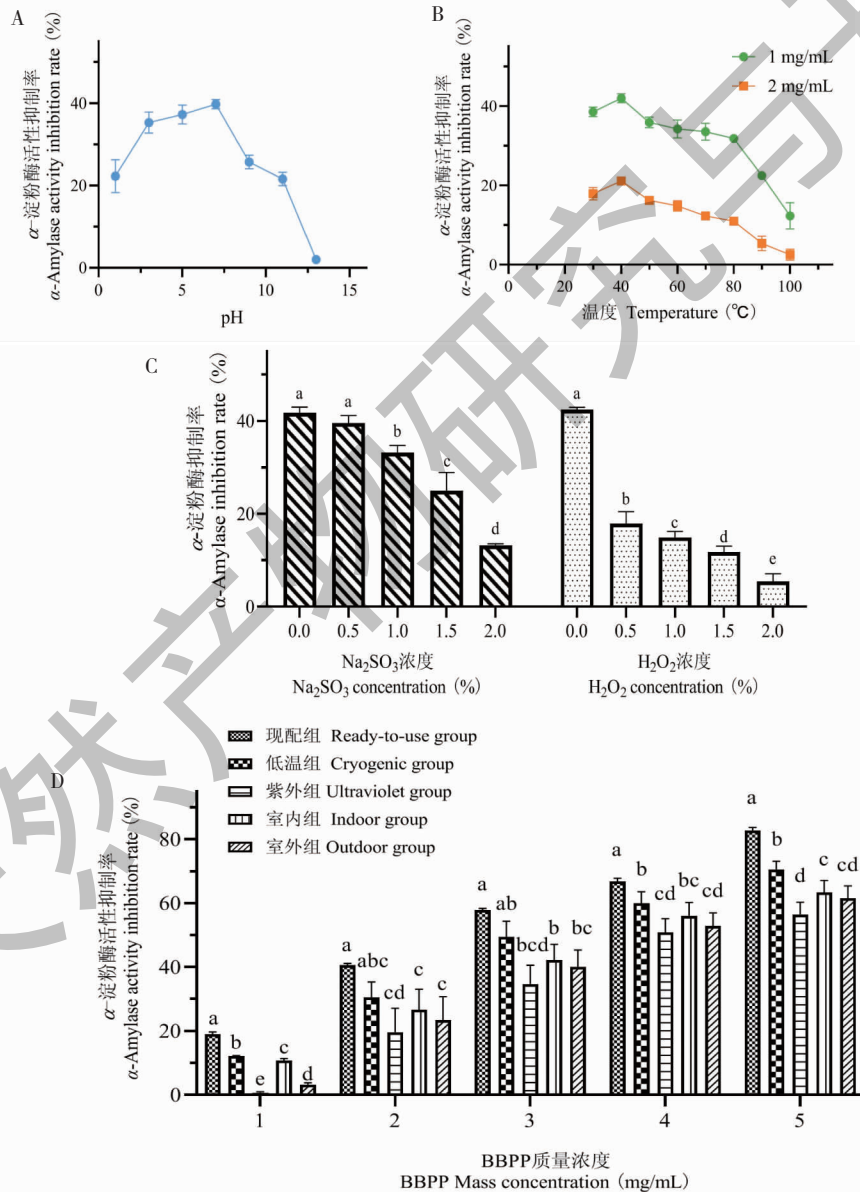 A
α-淀粉酶活性抑制率
α-Amylase activity inhibition rate (%)
40
20
0
0 5 10 15
pH
B
α-淀粉酶活性抑制率
α-Amylase activity inhibition rate (%)
1 mg/mL
2 mg/mL
40
20
0
0 20 40 60 80 100
温度 Temperature (℃)
C
α-淀粉酶抑制率
α-Amylase inhibition rate (%)
40
20
0
a a b c d
a b c d e
0.0 0.5 1.0 1.5 2.0
0.0 0.5 1.0 1.5 2.0
Na₂SO₃浓度
Na₂SO₃ concentration (%)
H₂O₂浓度
H₂O₂ concentration (%)
D
现配组 Ready-to-use group
低温组 Cryogenic group
紫外组 Ultraviolet group
室内组 Indoor group
室外组 Outdoor group
α-淀粉酶活性抑制率
α-Amylase activity inhibition rate (%)
80
60
40
20
0
a b e c d
a abc cd c c
a ab bcd b bc
a b cd bc cd
a b d c cd
1 2 3 4 5
BBPP质量浓度
BBPP Mass concentration (mg/mL)
然产物研究与